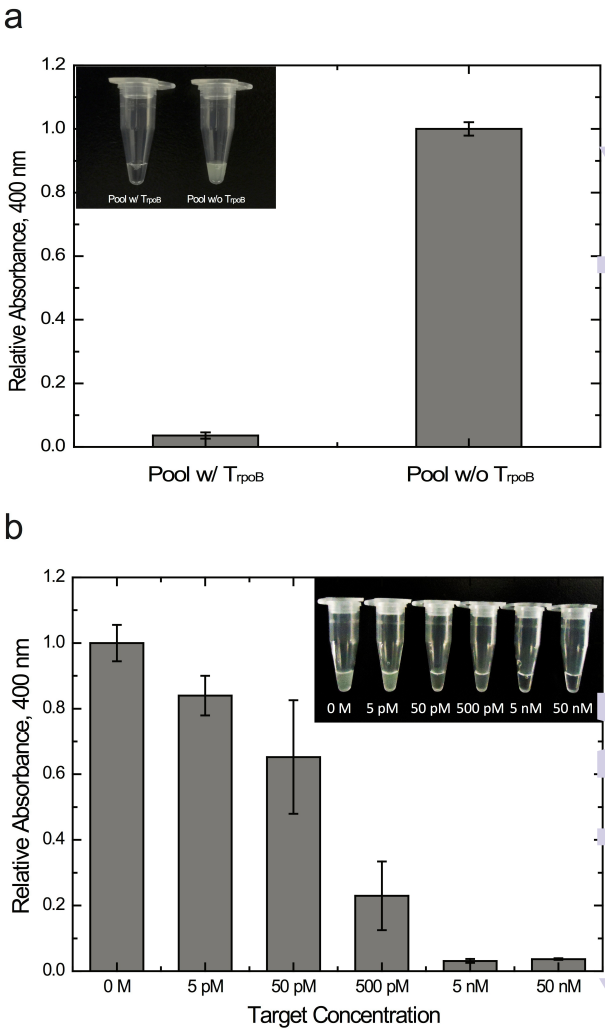 a
Relative Absorbance, 400 nm
1.2
1.0
0.8
0.6
0.4
0.2
0.0
Pool w/ TrpoB Pool w/o TrpoB
Pool w/ TrpoB Pool w/o TrpoB
b
Relative Absorbance, 400 nm
1.2
1.0
0.8
0.6
0.4
0.2
0.0
0 M 5 pM 50 pM 500 pM 5 nM 50 nM
0 M 5 pM 50 pM 500 pM 5 nM 50 nM
Target Concentration